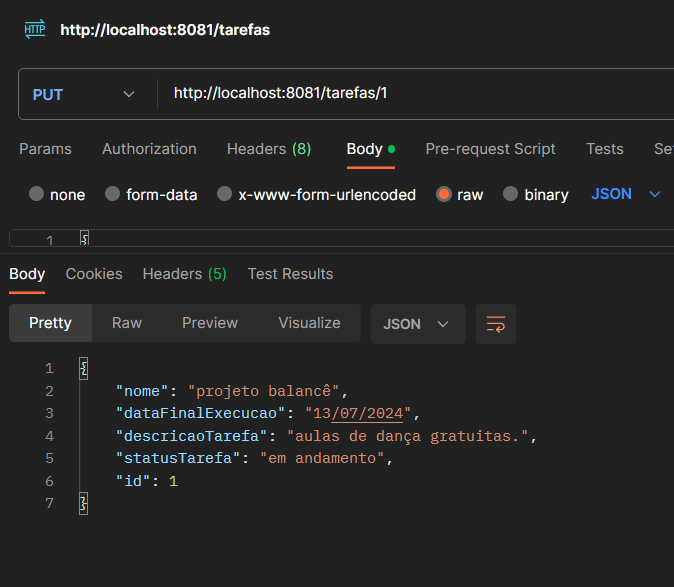 HTTP http://localhost:8081/tarefas
PUT http://localhost:8081/tarefas/1
Params Authorization Headers (8) Body Pre-request Script Tests Se
none form-data x-www-form-urlencoded raw binary JSON
1 {
Body Cookies Headers (5) Test Results
Pretty Raw Preview Visualize JSON
1 {
2 "nome": "projeto balancê",
3 "dataFinalExecucao": "13/07/2024",
4 "descricaoTarefa": "aulas de dança gratuitas.",
5 "statusTarefa": "em andamento",
6 "id": 1
7 }